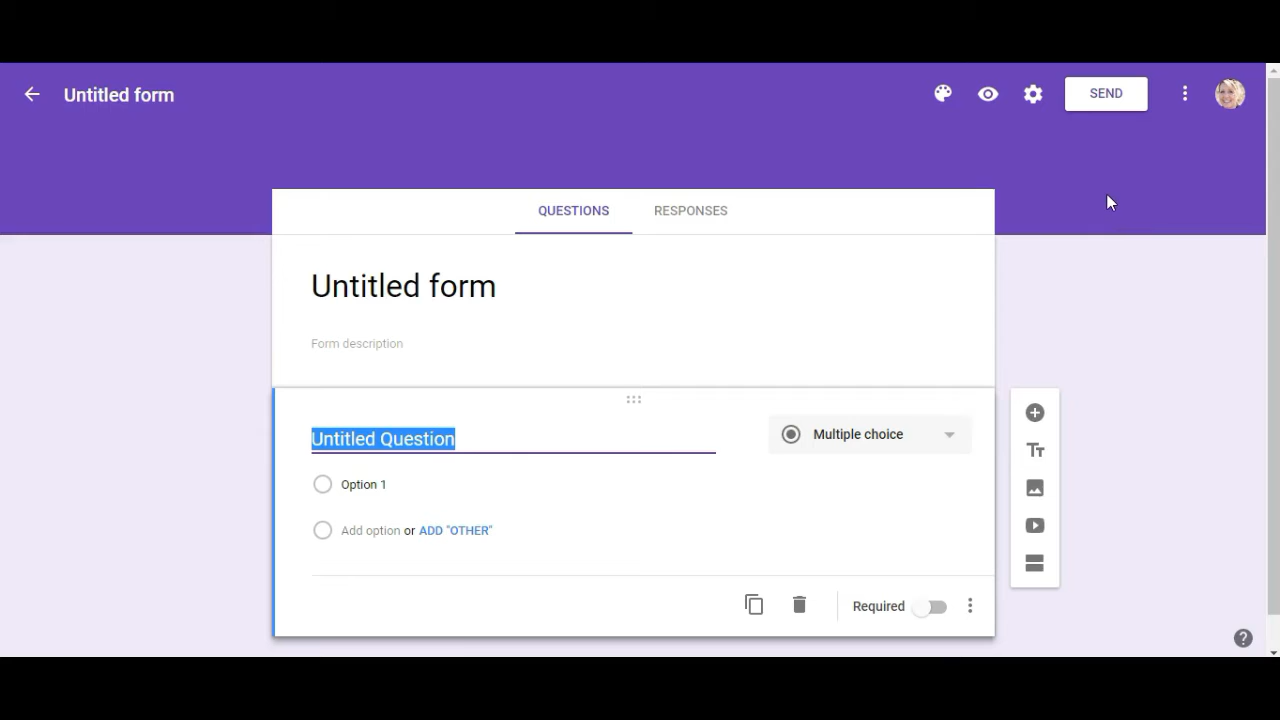 Untitled form
SEND
QUESTIONS
RESPONSES
Untitled form
Form description
Untitled Question
Multiple choice
Option 1
Add option or ADD "OTHER"
Required